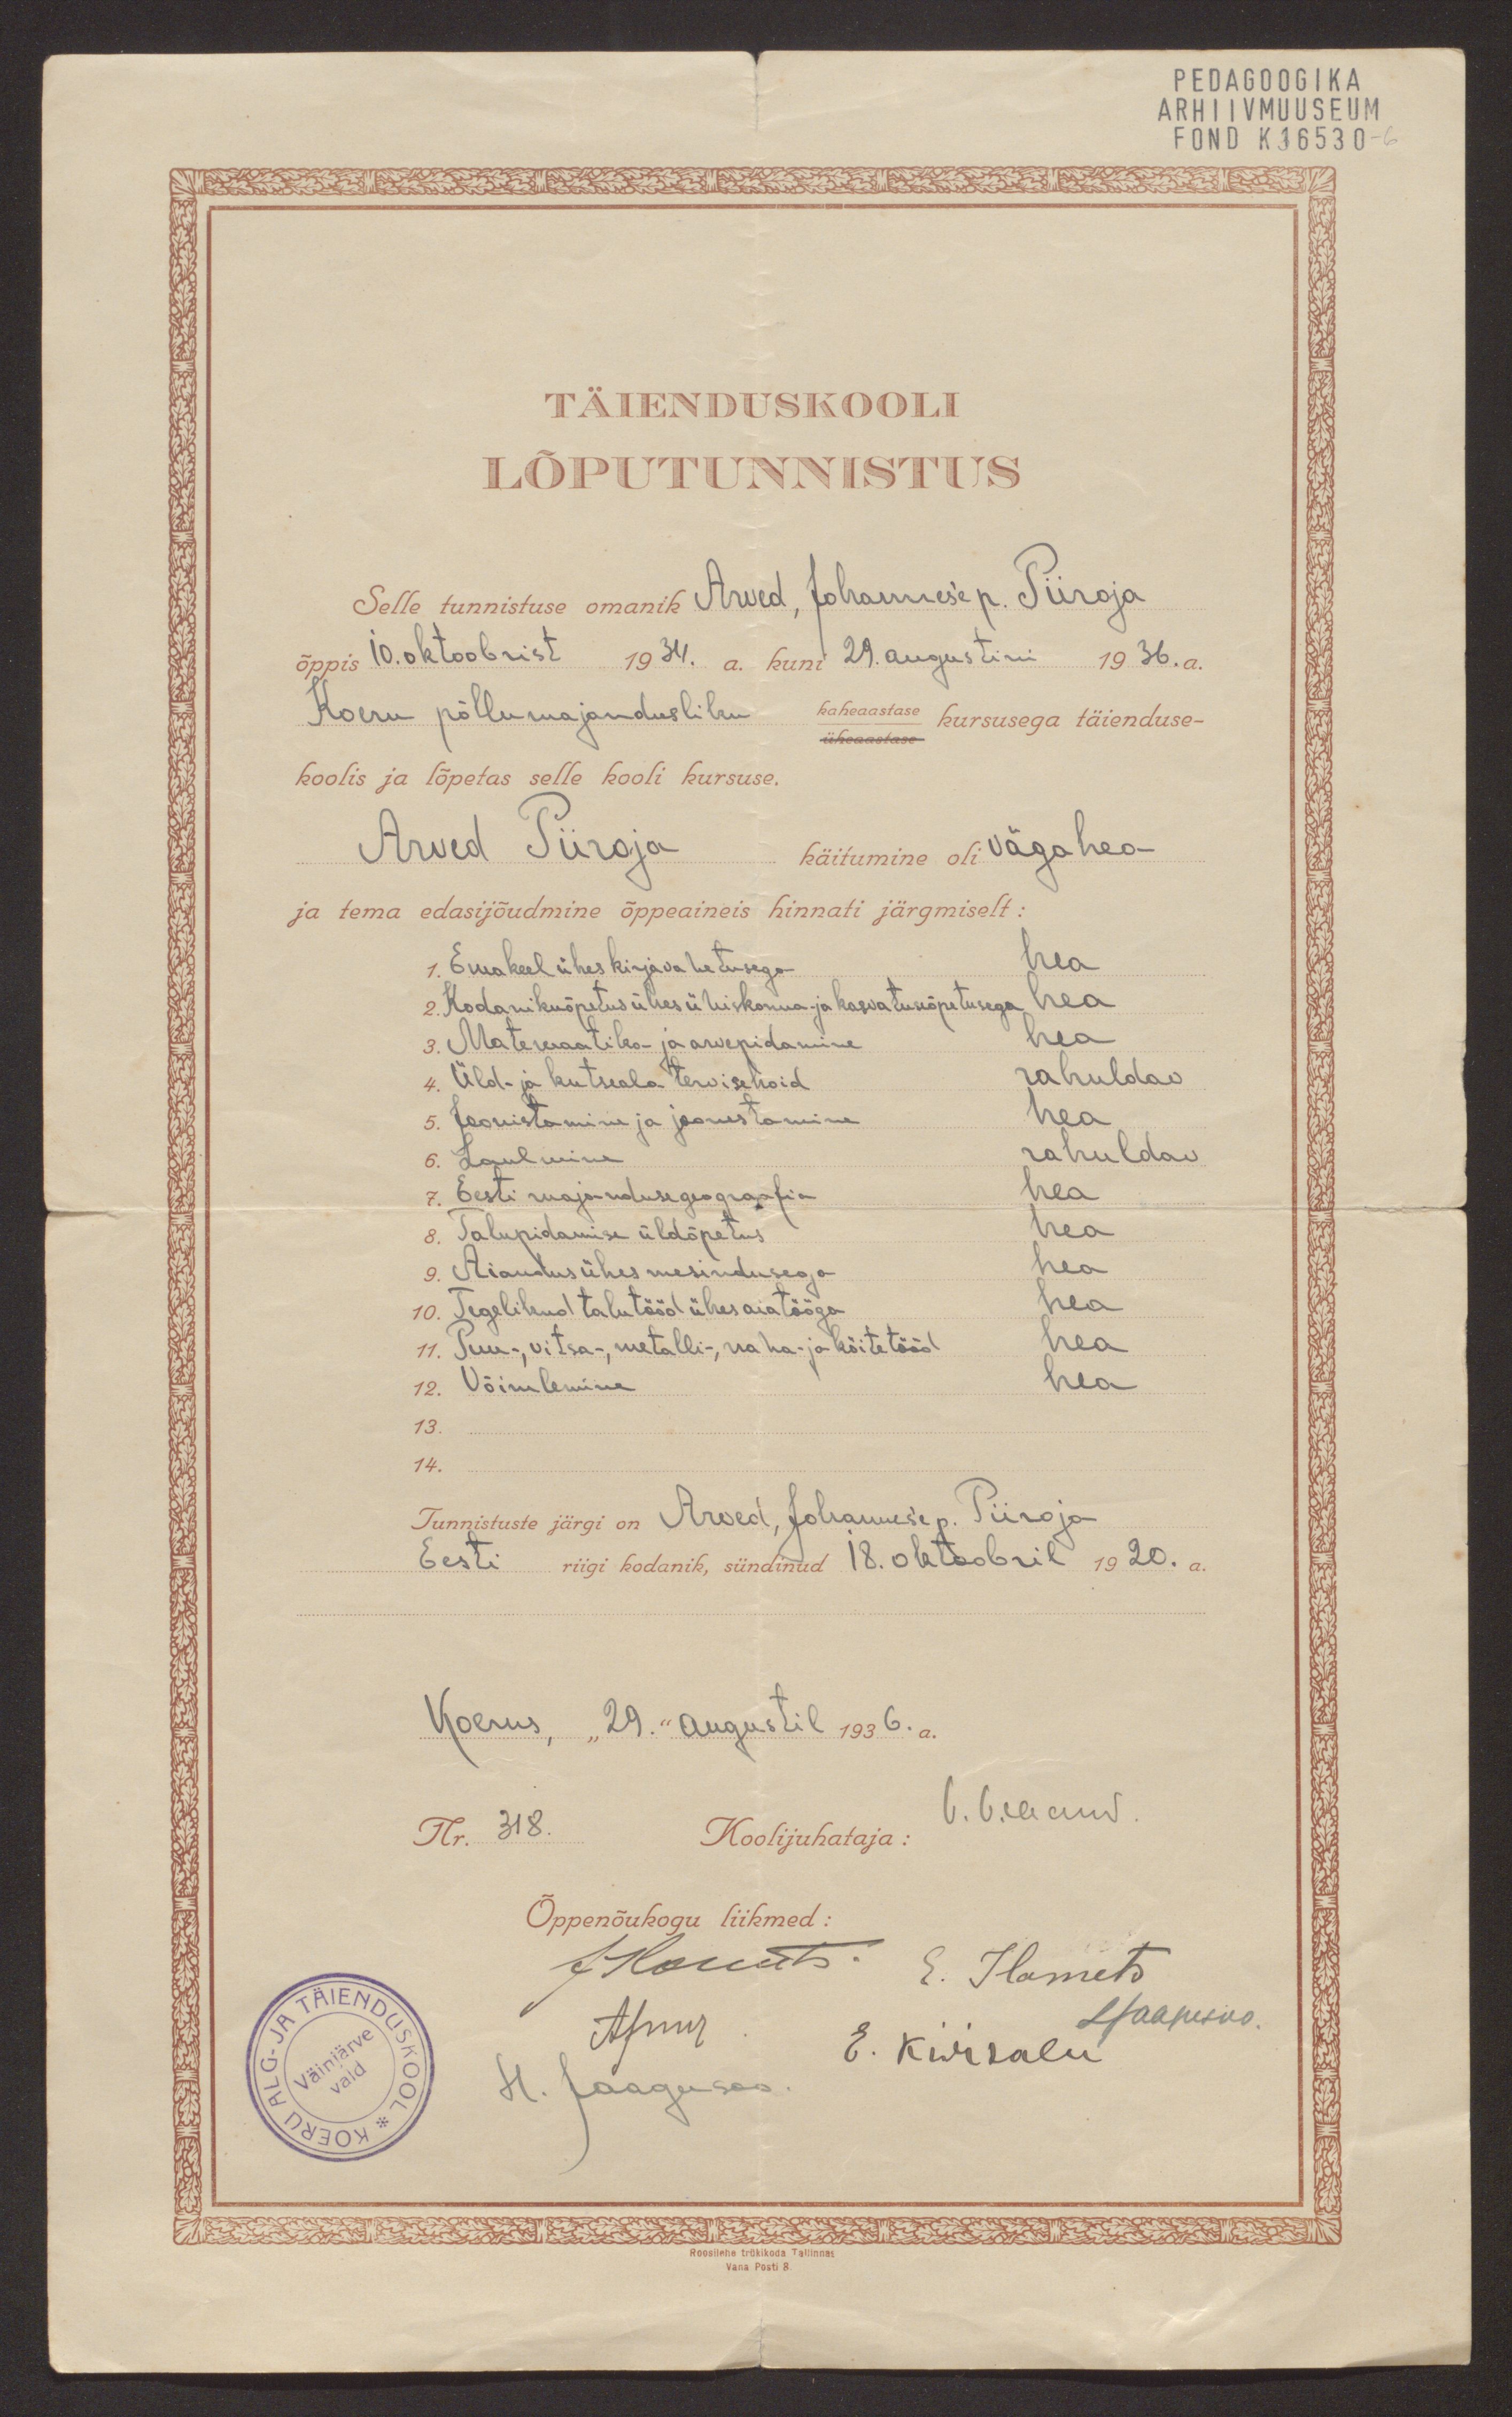 PEDAGOOGIKA
ARHIIVMUUSEUM
FOND K16530-6
TÄIENDUSKOOLI
LÕPUTUNNISTUS
Selle tunnistuse omanik Arved, Johannese p. Piiroja
õppis 10. oktoobrist 1934. a. kuni 29. augustini 1936. a.
Koeru põllumajandusliku kaheaastase üheaastase kursusega täienduse-
koolis ja lõpetas selle kooli kursuse.
Arved Piiroja käitumine oli väga hea
ja tema edasijõudmine õppeaineis hinnati järgmiselt:
1. Emakeel ühes kirjavahetusega hea
2. Kodanikuõpetus ühes ühiskonna- ja kasvatusõpetusega hea
3. Matemaatika- ja arvepidamine hea
4. Üld- ja kutseala tervishoid rahuldav
5. Joonistamine ja joonestamine hea
6. Laulmine rahuldav
7. Eesti majandusegeograafia hea
8. Talupidamise üldõpetus hea
9. Aiandus ühes mesindusega hea
10. Tegelikud talutööd ühes aiatööga hea
11. Puu-, vitsa-, metalli-, naha- ja köitetööd hea
12. Võimlemine hea
13.
14.
Tunnistuste järgi on Arved, Johannese p. Piiroja
Eesti riigi kodanik, sündinud 18. oktoobril 1920. a.
Koerus, „29.“ augustil 1936. a.
Nr. 318. Koolijuhataja:
Õppenõukogu liikmed:
E. Ilomets
E. Kiirsalu
H. Jaagusoo.
KOERU ALG- JA TÄIENDUSKOOL *
Väinjärve
vald
Roosilehe trükikoda Tallinnas
Vana Posti 8.